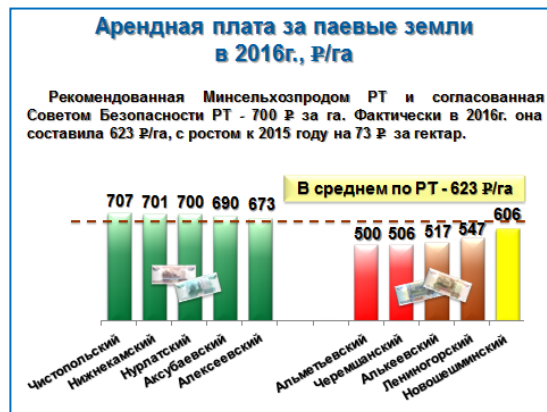 Арендная плата за паевые земли
в 2016г., ₽/га
Рекомендованная Минсельхозпродом РТ и согласованная
Советом Безопасности РТ - 700 ₽ за га. Фактически в 2016г. она
составила 623 ₽/га, с ростом к 2015 году на 73 ₽ за гектар.
В среднем по РТ - 623 ₽/га
707 701 700 690 673
500 506 517 547 606
Чистопольский
Нижнекамский
Нурлатский
Аксубаевский
Алексеевский
Альметьевский
Черемшанский
Алькеевский
Лениногорский
Новошешминский